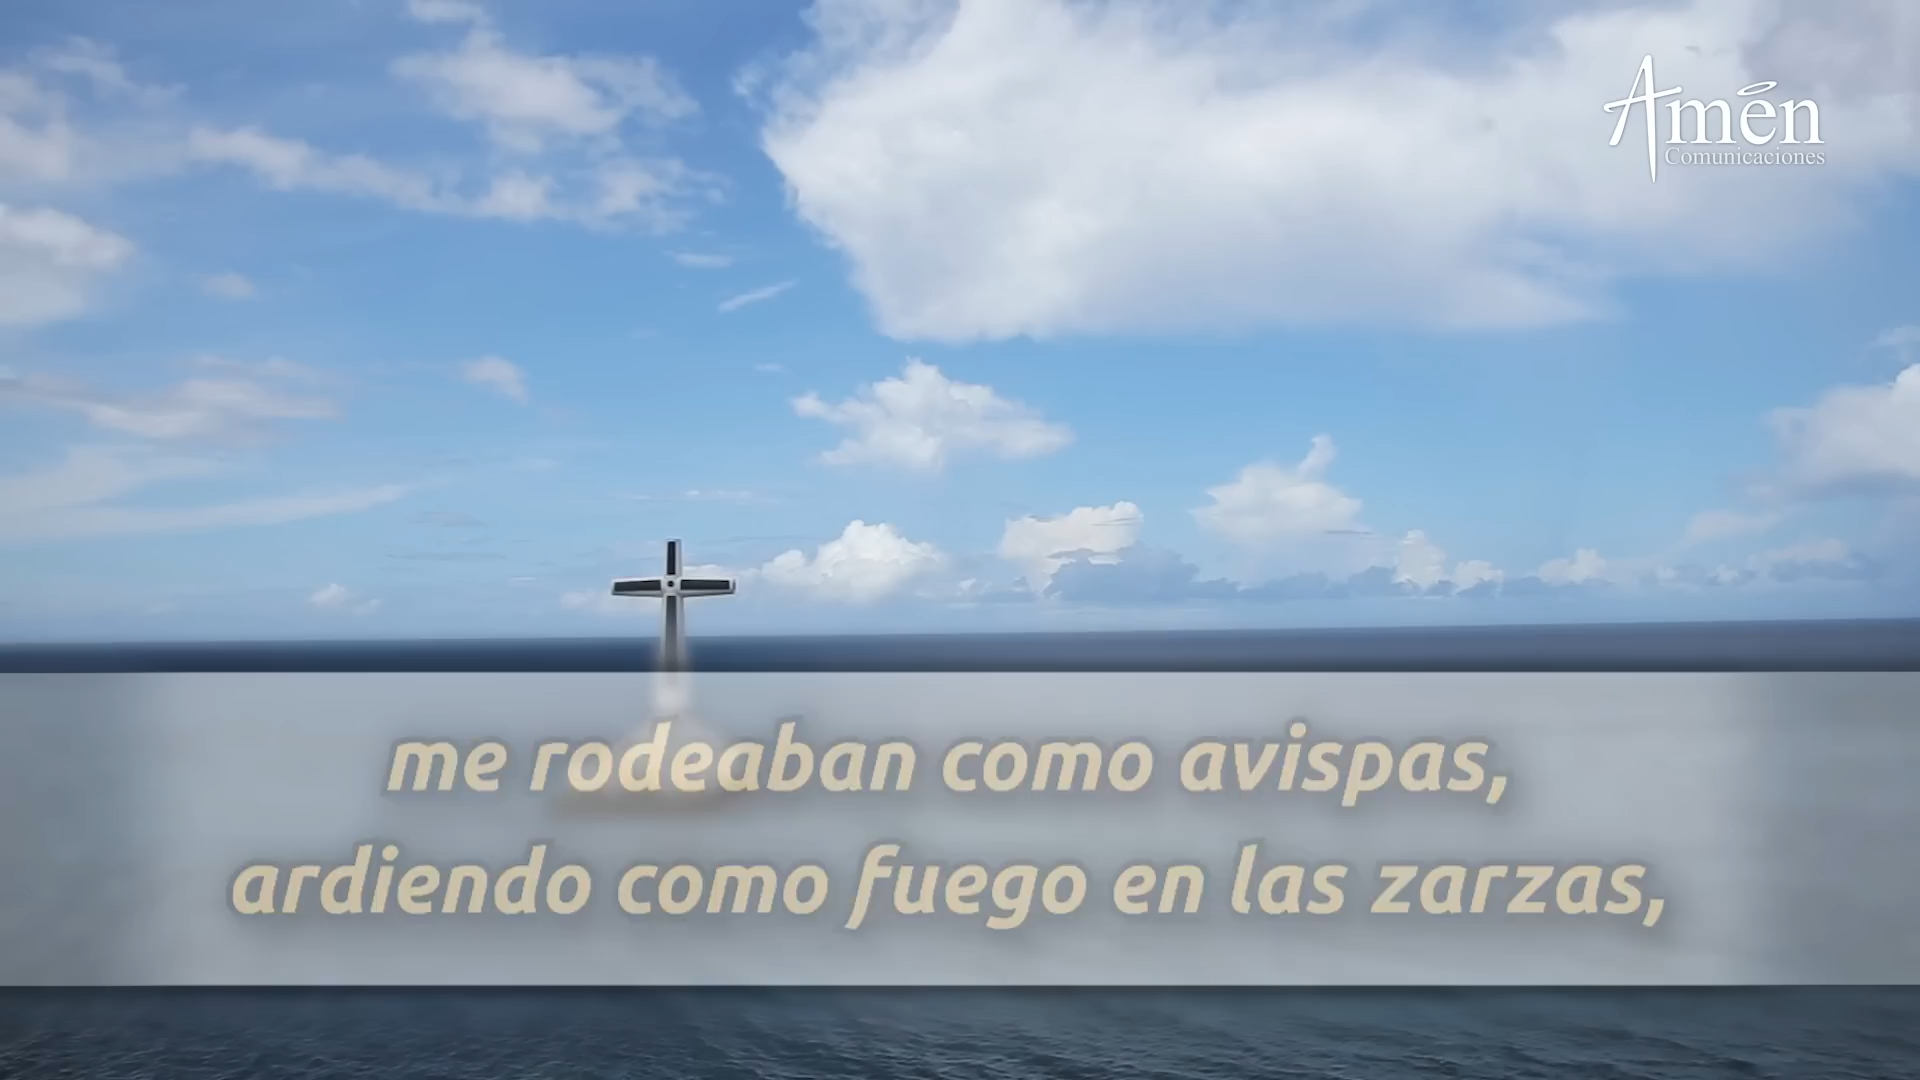 Amén
Comunicaciones
me rodeaban como avispas,
ardiendo como fuego en las zarzas,